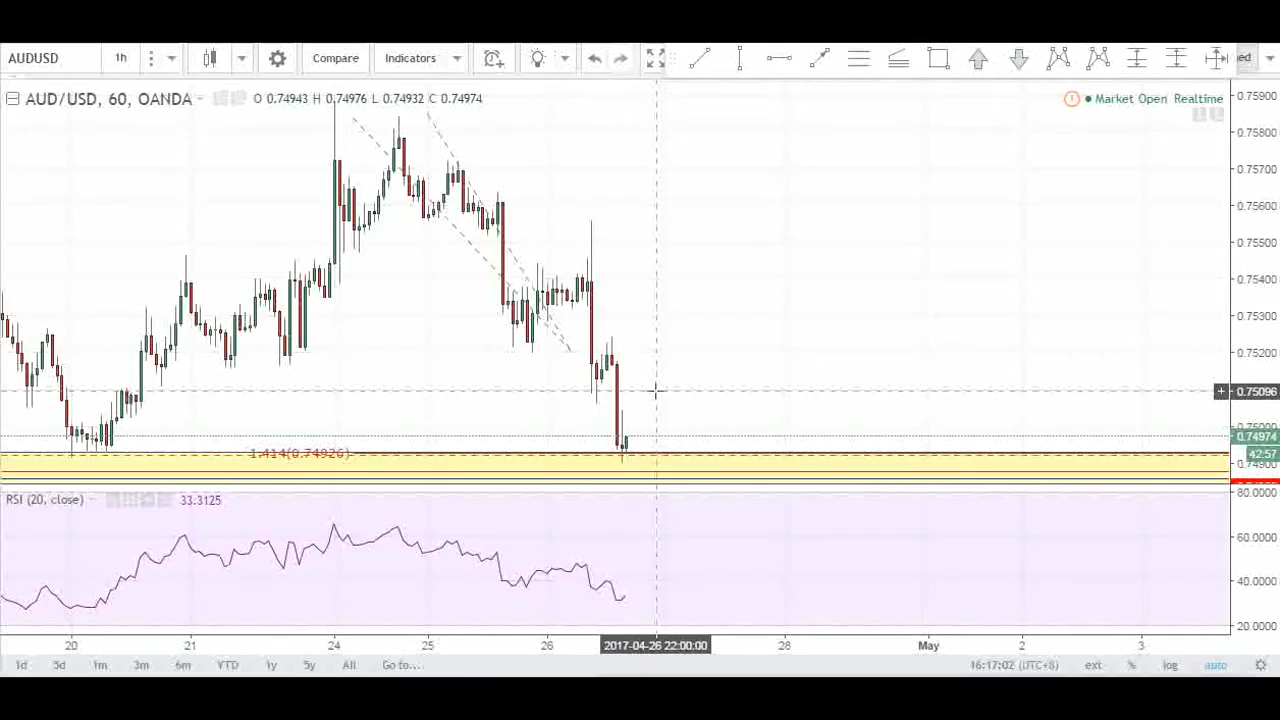 AUDUSD 1h Compare Indicators ed
AUD/USD, 60, OANDA O 0.74943 H 0.74976 L 0.74932 C 0.74974
Market Open Realtime
0.75900
0.75800
0.75700
0.75600
0.75500
0.75400
0.75300
0.75200
0.75096
0.74974
1.414(0.74926)
42:57
0.74900
RSI (20, close) 33.3125
80.0000
60.0000
40.0000
20.0000
20 21 24 25 26 2017-04-26 22:00:00 28 May 2 3
1d 5d 1m 3m 6m YTD 1y 5y All Go to... 16:17:02 (UTC+8) ext % log auto